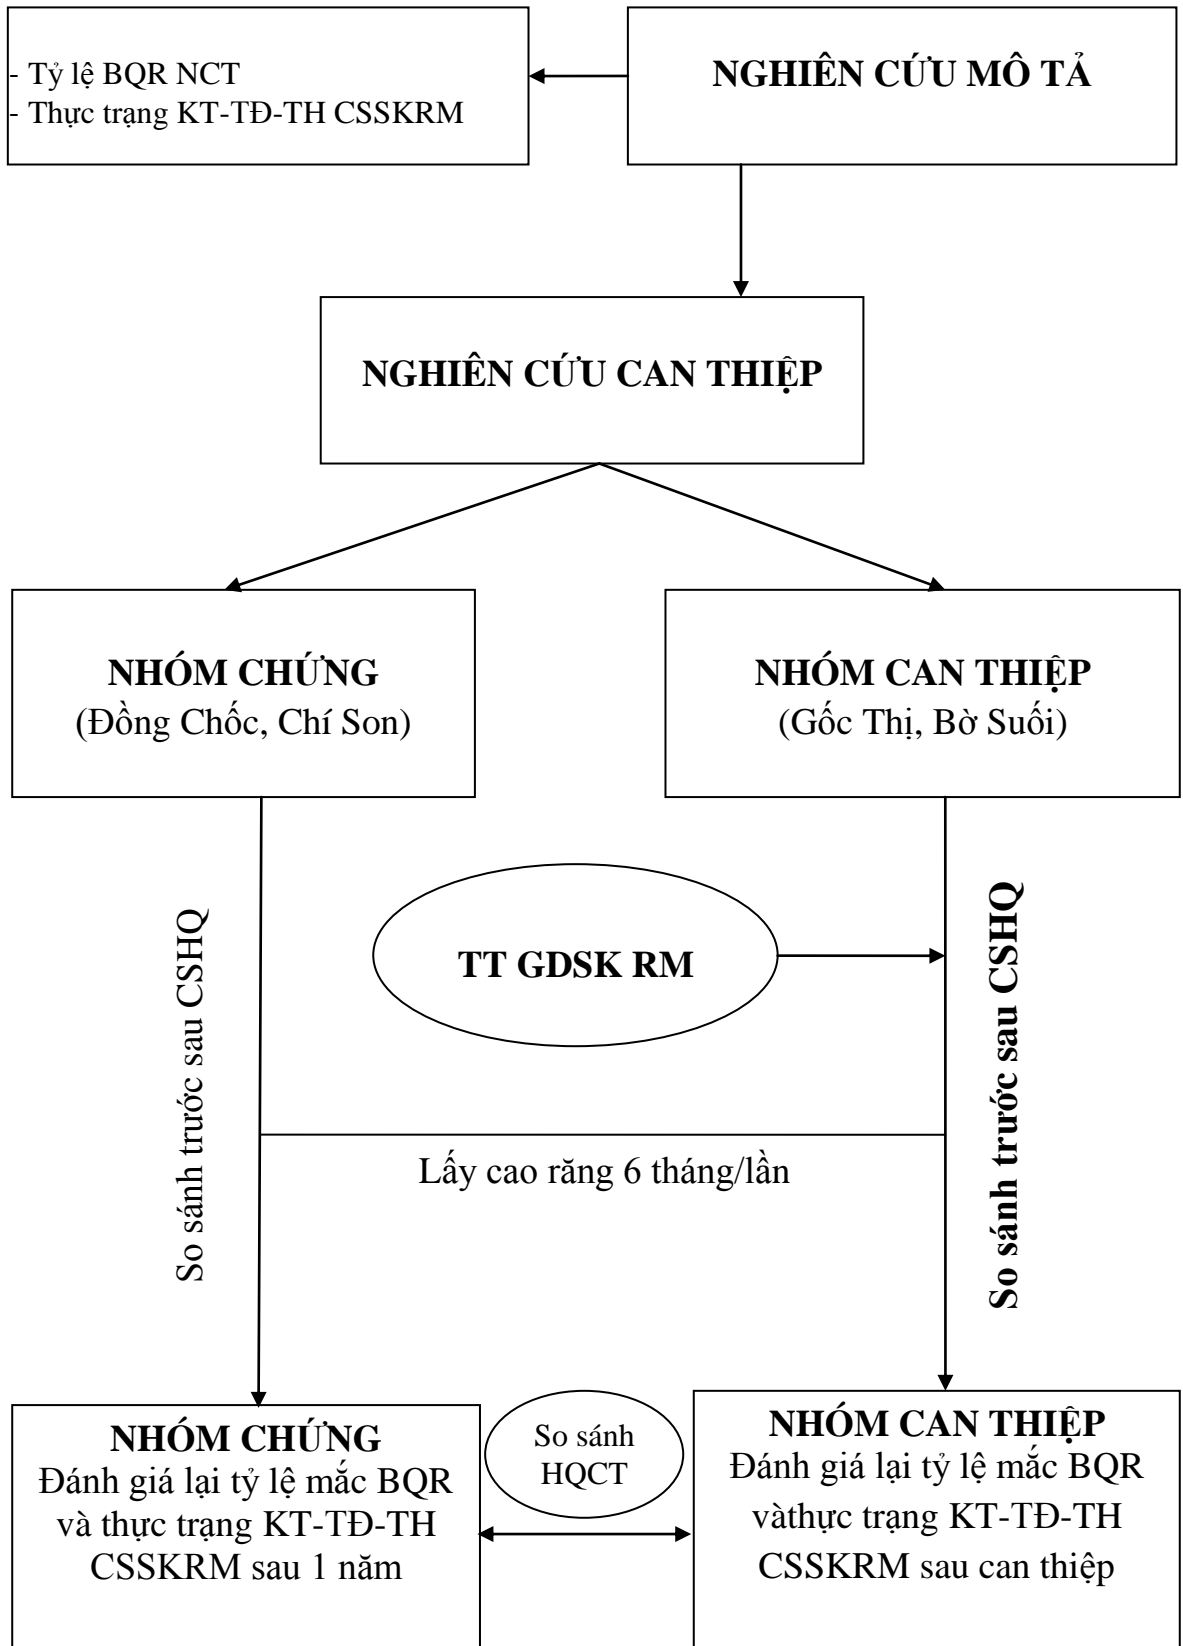 - Tỷ lệ BQR NCT
- Thực trạng KT-TĐ-TH CSSKRM
NGHIÊN CỨU MÔ TẢ
NGHIÊN CỨU CAN THIỆP
NHÓM CHỨNG
(Đồng Chốc, Chí Son)
NHÓM CAN THIỆP
(Gốc Thị, Bờ Suối)
So sánh trước sau CSHQ
TT GDSK RM
So sánh trước sau CSHQ
Lấy cao răng 6 tháng/lần
NHÓM CHỨNG
Đánh giá lại tỷ lệ mắc BQR
và thực trạng KT-TĐ-TH
CSSKRM sau 1 năm
So sánh
HQCT
NHÓM CAN THIỆP
Đánh giá lại tỷ lệ mắc BQR
vàthực trạng KT-TĐ-TH
CSSKRM sau can thiệp